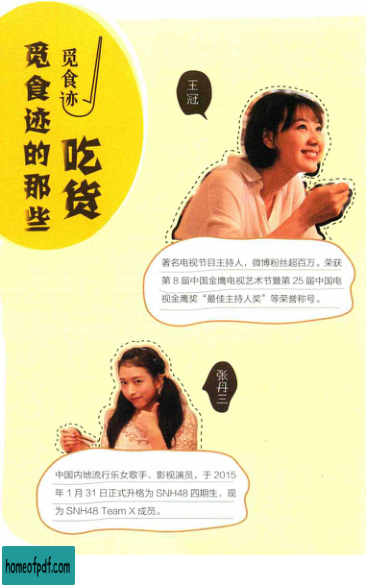 觅食迹的那些
觅食迹
吃货
王冠
著名电视节目主持人，微博粉丝超百万。荣获
第 8 届中国金鹰电视艺术节暨第 25 届中国电
视金鹰奖“最佳主持人奖”等荣誉称号。
张丹三
中国内地流行乐女歌手、影视演员，于 2015
年 1 月 31 日正式升格为 SNH48 四期生，现
为 SNH48 Team X 成员。
homeofpdf.com